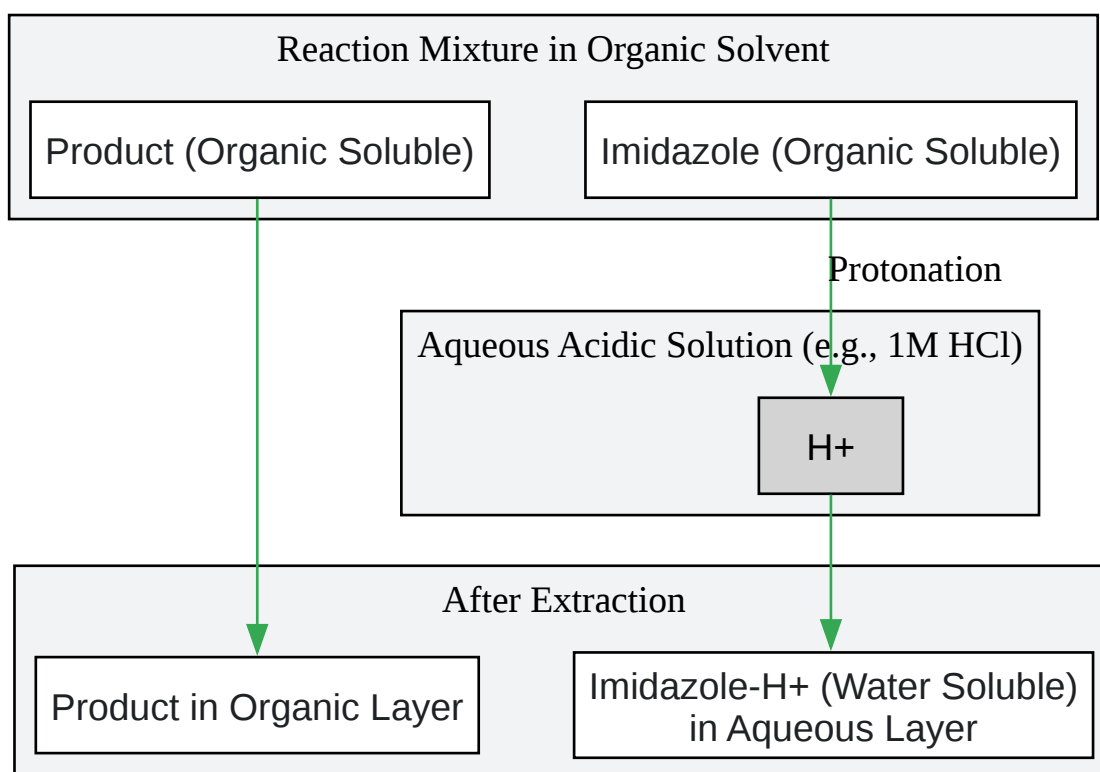 Reaction Mixture in Organic Solvent
Product (Organic Soluble)
Imidazole (Organic Soluble)
Protonation
Aqueous Acidic Solution (e.g., 1M HCl)
H+
After Extraction
Product in Organic Layer
Imidazole-H+ (Water Soluble)
in Aqueous Layer